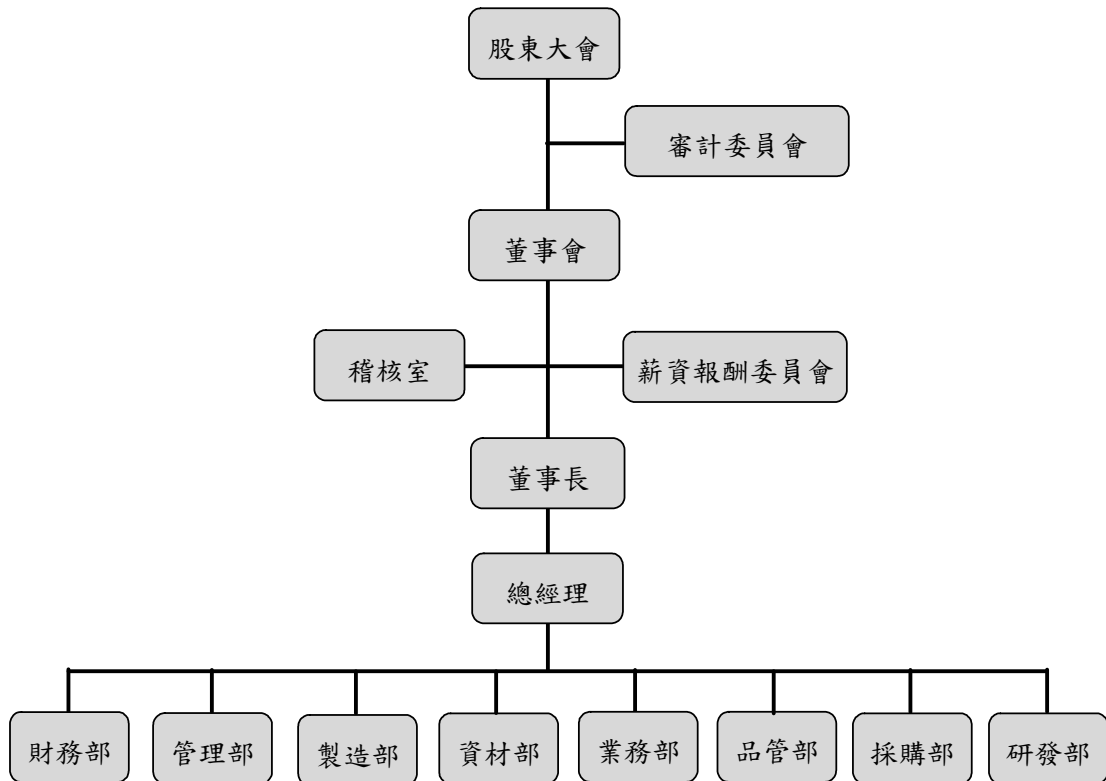 股東大會
審計委員會
董事會
稽核室
薪資報酬委員會
董事長
總經理
財務部
管理部
製造部
資材部
業務部
品管部
採購部
研發部